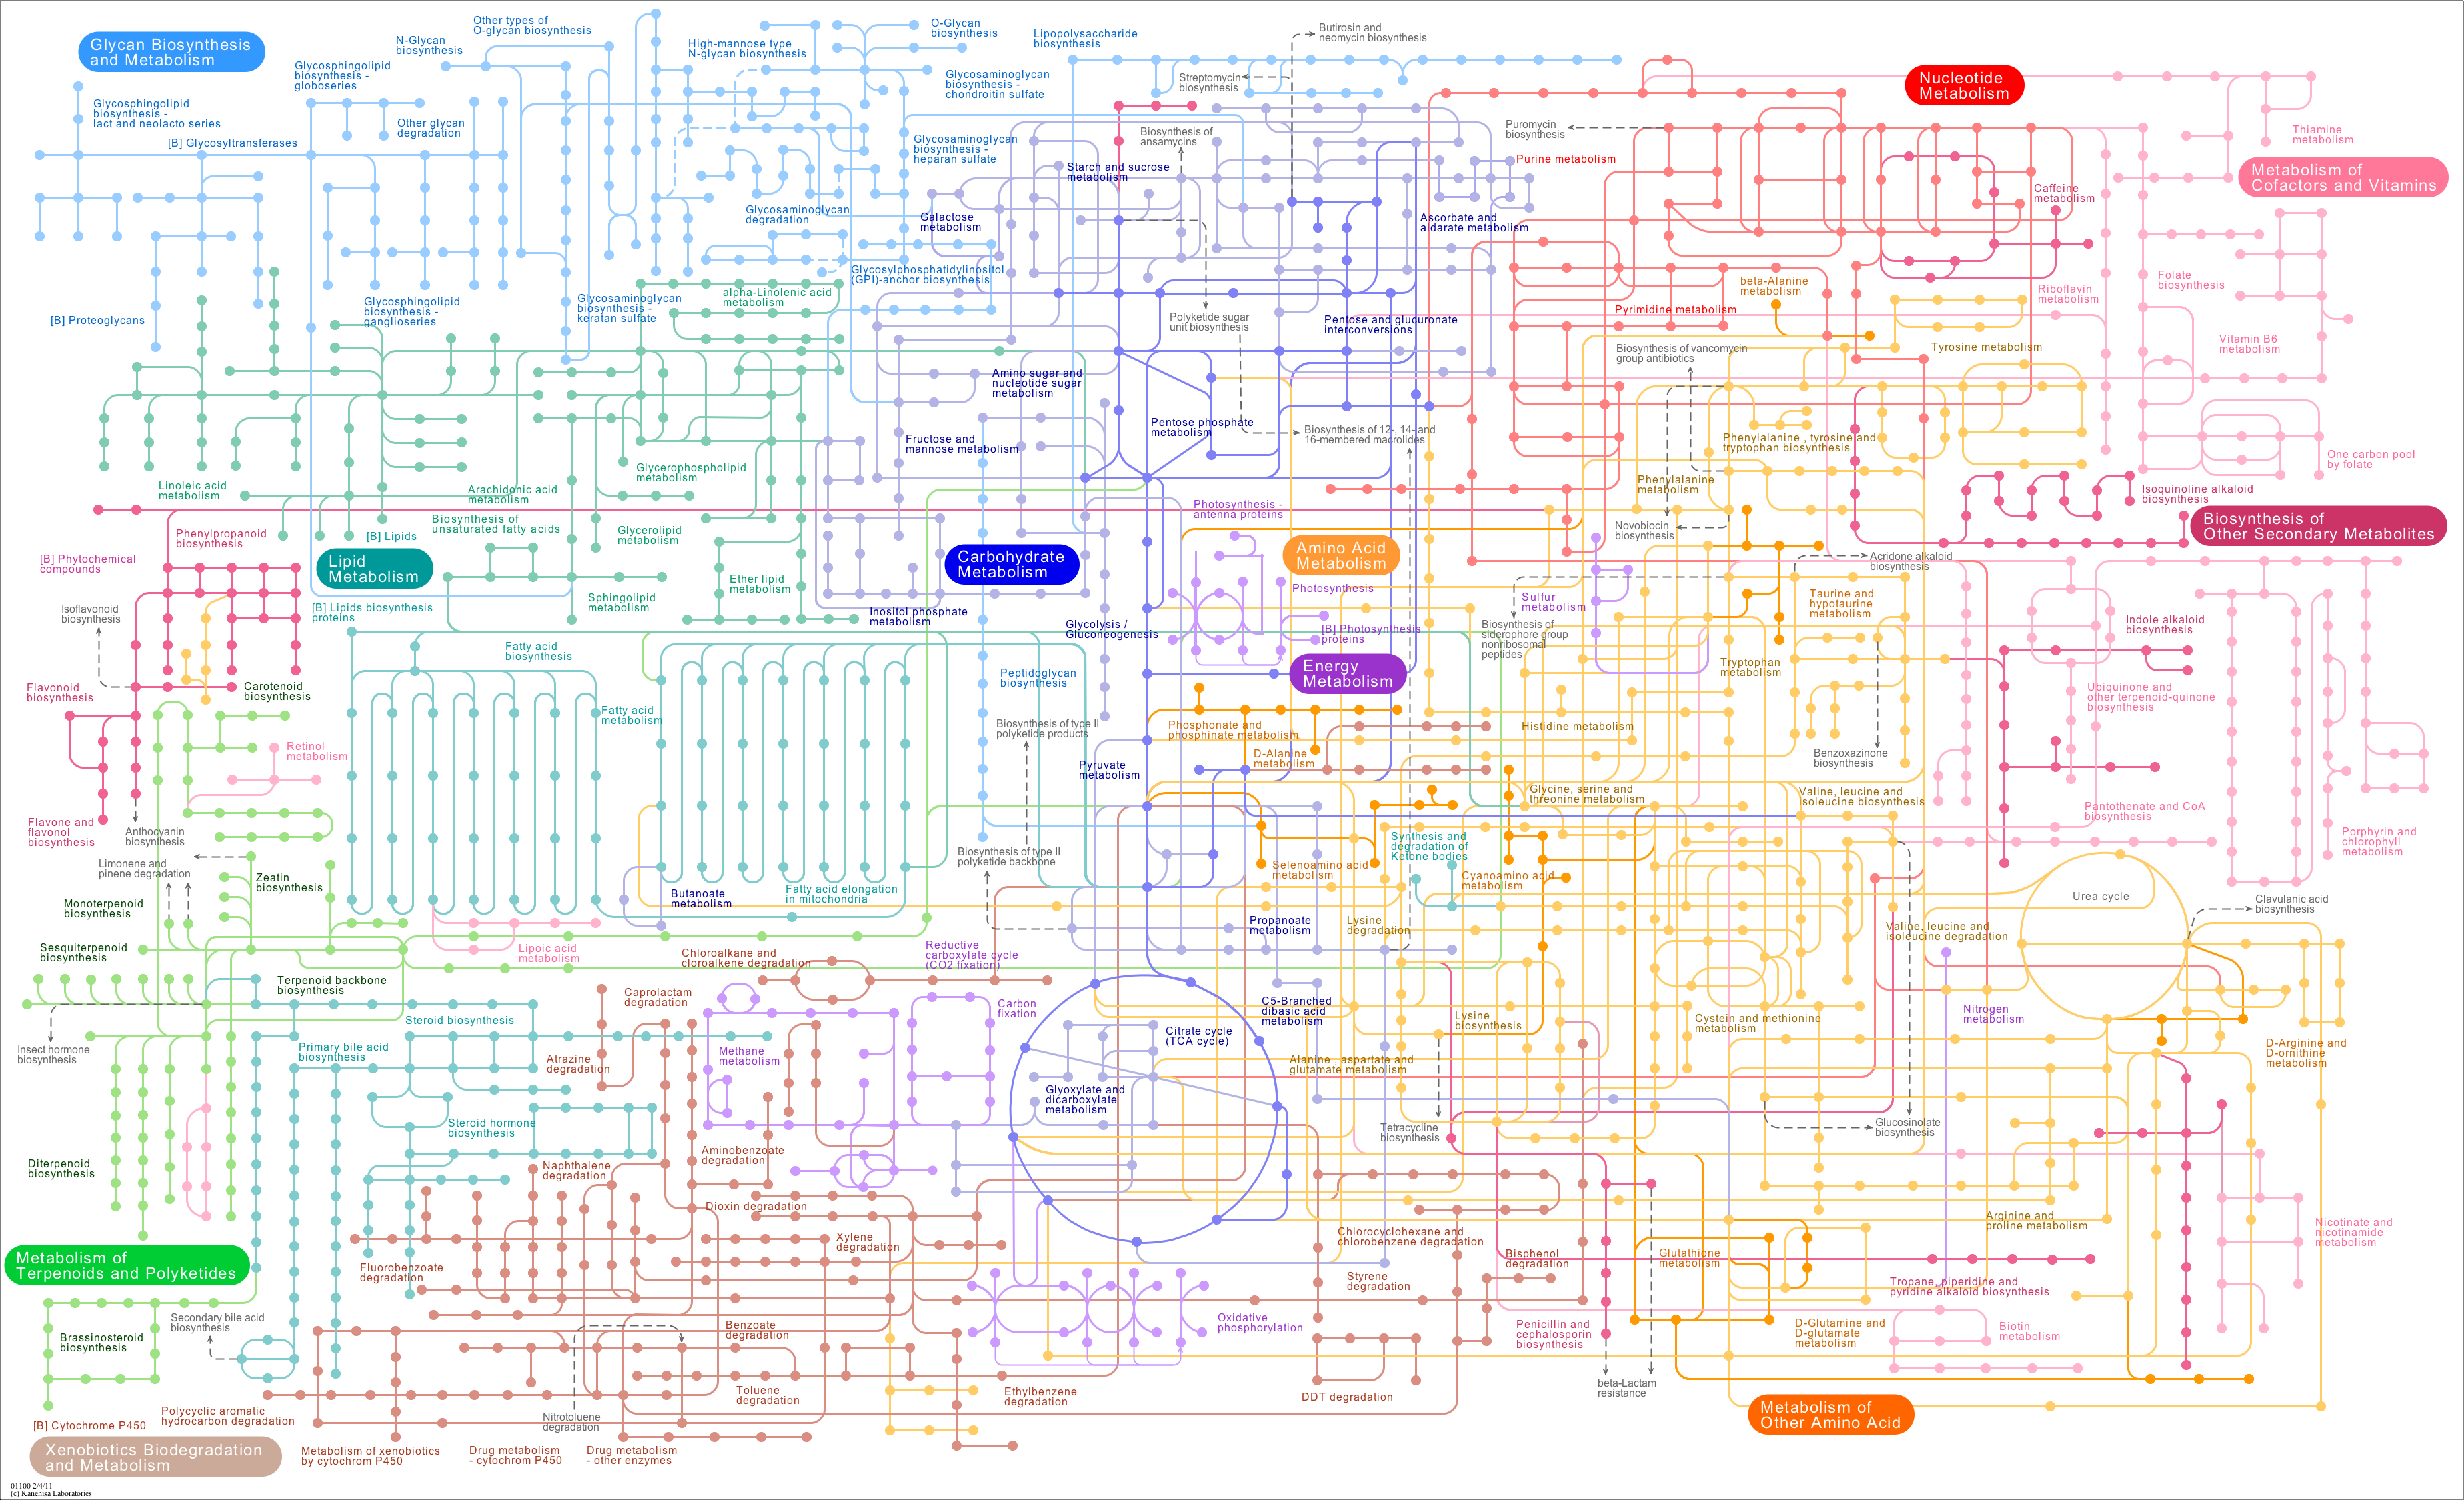 Glycan Biosynthesis
and Metabolism
Other types of
O-glycan biosynthesis
N-Glycan
biosynthesis
High-mannose type
N-glycan biosynthesis
O-Glycan
biosynthesis
Lipopolysaccharide
biosynthesis
Butirosin and
neomycin biosynthesis
Glycosphingolipid
biosynthesis -
globoseries
Glycosaminoglycan
biosynthesis -
chondroitin sulfate
Streptomycin
biosynthesis
Nucleotide
Metabolism
Glycosphingolipid
biosynthesis -
lact and neolacto series
Other glycan
degradation
[B] Glycosyltransferases
Glycosaminoglycan
biosynthesis -
heparan sulfate
Biosynthesis of
ansamycins
Puromycin
biosynthesis
Thiamine
metabolism
Starch and sucrose
metabolism
Purine metabolism
Metabolism of
Cofactors and Vitamins
Caffeine
metabolism
Glycosaminoglycan
degradation
Galactose
metabolism
Ascorbate and
aldarate metabolism
Glycosylphosphatidylinositol
(GPI)-anchor biosynthesis
Folate
biosynthesis
beta-Alanine
metabolism
Riboflavin
metabolism
alpha-Linolenic acid
metabolism
Glycosphingolipid
biosynthesis -
ganglioseries
Glycosaminoglycan
biosynthesis -
keratan sulfate
[B] Proteoglycans
Polyketide sugar
unit biosynthesis
Pentose and glucuronate
interconversions
Pyrimidine metabolism
Vitamin B6
metabolism
Biosynthesis of vancomycin
group antibiotics
Tyrosine metabolism
Amino sugar and
nucleotide sugar
metabolism
Pentose phosphate
metabolism
Biosynthesis of 12-, 14- and
16-membered macrolides
Fructose and
mannose metabolism
Phenylalanine , tyrosine and
tryptophan biosynthesis
One carbon pool
by folate
Glycerophospholipid
metabolism
Linoleic acid
metabolism
Arachidonic acid
metabolism
Phenylalanine
metabolism
Isoquinoline alkaloid
biosynthesis
Photosynthesis -
antenna proteins
Biosynthesis of
unsaturated fatty acids
Glycerolipid
metabolism
Novobiocin
biosynthesis
Biosynthesis of
Other Secondary Metabolites
Phenylpropanoid
biosynthesis
[B] Lipids
Lipid
Metabolism
Carbohydrate
Metabolism
Amino Acid
Metabolism
Acridone alkaloid
biosynthesis
[B] Phytochemical
compounds
Ether lipid
metabolism
Photosynthesis
Sulfur
metabolism
Taurine and
hypotaurine
metabolism
Isoflavonoid
biosynthesis
[B] Lipids biosynthesis
proteins
Sphingolipid
metabolism
Inositol phosphate
metabolism
Glycolysis /
Gluconeogenesis
[B] Photosynthesis
proteins
Biosynthesis of
siderophore group
nonribosomal
peptides
Indole alkaloid
biosynthesis
Fatty acid
biosynthesis
Energy
Metabolism
Tryptophan
metabolism
Peptidoglycan
biosynthesis
Flavonoid
biosynthesis
Carotenoid
biosynthesis
Ubiquinone and
other terpenoid-quinone
biosynthesis
Fatty acid
metabolism
Biosynthesis of type II
polyketide products
Phosphonate and
phosphinate metabolism
Histidine metabolism
Retinol
metabolism
D-Alanine
metabolism
Benzoxazinone
biosynthesis
Pyruvate
metabolism
Glycine, serine and
threonine metabolism
Valine, leucine and
isoleucine biosynthesis
Pantothenate and CoA
biosynthesis
Flavone and
flavonol
biosynthesis
Anthocyanin
biosynthesis
Synthesis and
degradation of
Ketone bodies
Porphyrin and
chlorophyll
metabolism
Limonene and
pinene degradation
Biosynthesis of type II
polyketide backbone
Selenoamino acid
metabolism
Cyanoamino acid
metabolism
Zeatin
biosynthesis
Butanoate
metabolism
Fatty acid elongation
in mitochondria
Urea cycle
Clavulanic acid
biosynthesis
Monoterpenoid
biosynthesis
Propanoate
metabolism
Lysine
degradation
Valine, leucine and
isoleucine degradation
Sesquiterpenoid
biosynthesis
Lipoic acid
metabolism
Chloroalkane and
cloroalkene degradation
Reductive
carboxylate cycle
(CO2 fixation)
Terpenoid backbone
biosynthesis
Caprolactam
degradation
Carbon
fixation
C5-Branched
dibasic acid
metabolism
Steroid biosynthesis
Lysine
biosynthesis
Cystein and methionine
metabolism
Nitrogen
metabolism
Citrate cycle
(TCA cycle)
Insect hormone
biosynthesis
Primary bile acid
biosynthesis
Atrazine
degradation
Methane
metabolism
Alanine , aspartate and
glutamate metabolism
D-Arginine and
D-ornithine
metabolism
Glyoxylate and
dicarboxylate
metabolism
Steroid hormone
biosynthesis
Tetracycline
biosynthesis
Glucosinolate
biosynthesis
Diterpenoid
biosynthesis
Naphthalene
degradation
Aminobenzoate
degradation
Dioxin degradation
Arginine and
proline metabolism
Nicotinate and
nicotinamide
metabolism
Xylene
degradation
Chlorocyclohexane and
chlorobenzene degradation
Metabolism of
Terpenoids and Polyketides
Fluorobenzoate
degradation
Bisphenol
degradation
Glutathione
metabolism
Styrene
degradation
Tropane, piperidine and
pyridine alkaloid biosynthesis
Secondary bile acid
biosynthesis
Oxidative
phosphorylation
Brassinosteroid
biosynthesis
Benzoate
degradation
Penicillin and
cephalosporin
biosynthesis
D-Glutamine and
D-glutamate
metabolism
Biotin
metabolism
Toluene
degradation
Ethylbenzene
degradation
DDT degradation
beta-Lactam
resistance
[B] Cytochrome P450
Polycyclic aromatic
hydrocarbon degradation
Nitrotoluene
degradation
Metabolism of
Other Amino Acid
Xenobiotics Biodegradation
and Metabolism
Metabolism of xenobiotics
by cytochrom P450
Drug metabolism
- cytochrom P450
Drug metabolism
- other enzymes
01100 2/4/11
(c) Kanehisa Laboratories